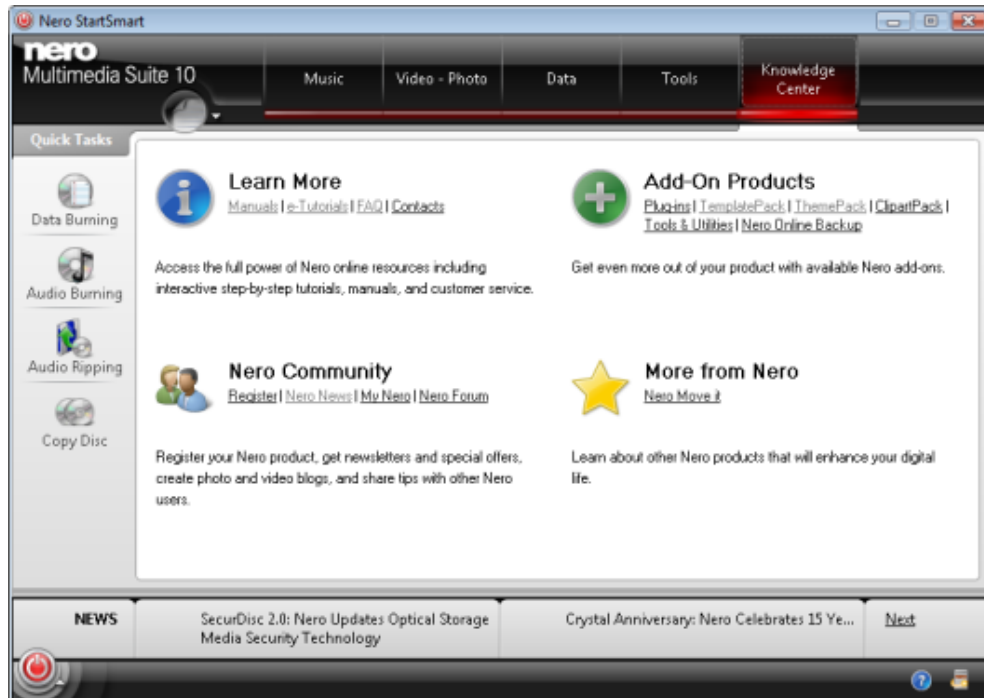 Nero StartSmart
nero
Multimedia Suite 10
Music
Video - Photo
Data
Tools
Knowledge
Center
Quick Tasks
Data Burning
Audio Burning
Audio Ripping
Copy Disc
Learn More
Manuals | e-Tutorials | FAQ | Contacts
Access the full power of Nero online resources including
interactive step-by-step tutorials, manuals, and customer service.
Add-On Products
Plug-ins | TemplatePack | ThemePack | ClipartPack |
Tools & Utilities | Nero Online Backup
Get even more out of your product with available Nero add-ons.
Nero Community
Register | Nero News | My Nero | Nero Forum
Register your Nero product, get newsletters and special offers,
create photo and video blogs, and share tips with other Nero
users.
More from Nero
Nero Move it
Learn about other Nero products that will enhance your digital
life.
NEWS
SecurDisc 2.0: Nero Updates Optical Storage
Media Security Technology
Crystal Anniversary: Nero Celebrates 15 Ye...
Next